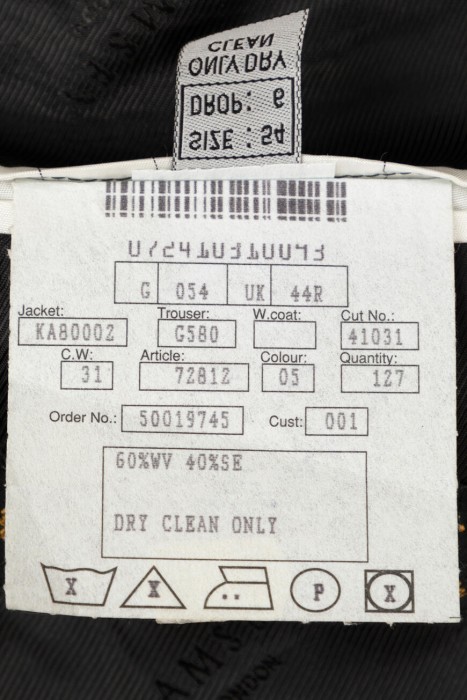 SIZE : 54
DROP: 6
ONLY DRY
CLEAN
G 054 UK 44R
Jacket: Trouser: W.coat: Cut No.:
KA80002 G580 41031
C.W: Article: Colour: Quantity:
31 72812 05 127
Order No.: 50019745 Cust: 001
60%WV 40%SE
DRY CLEAN ONLY
X X P X